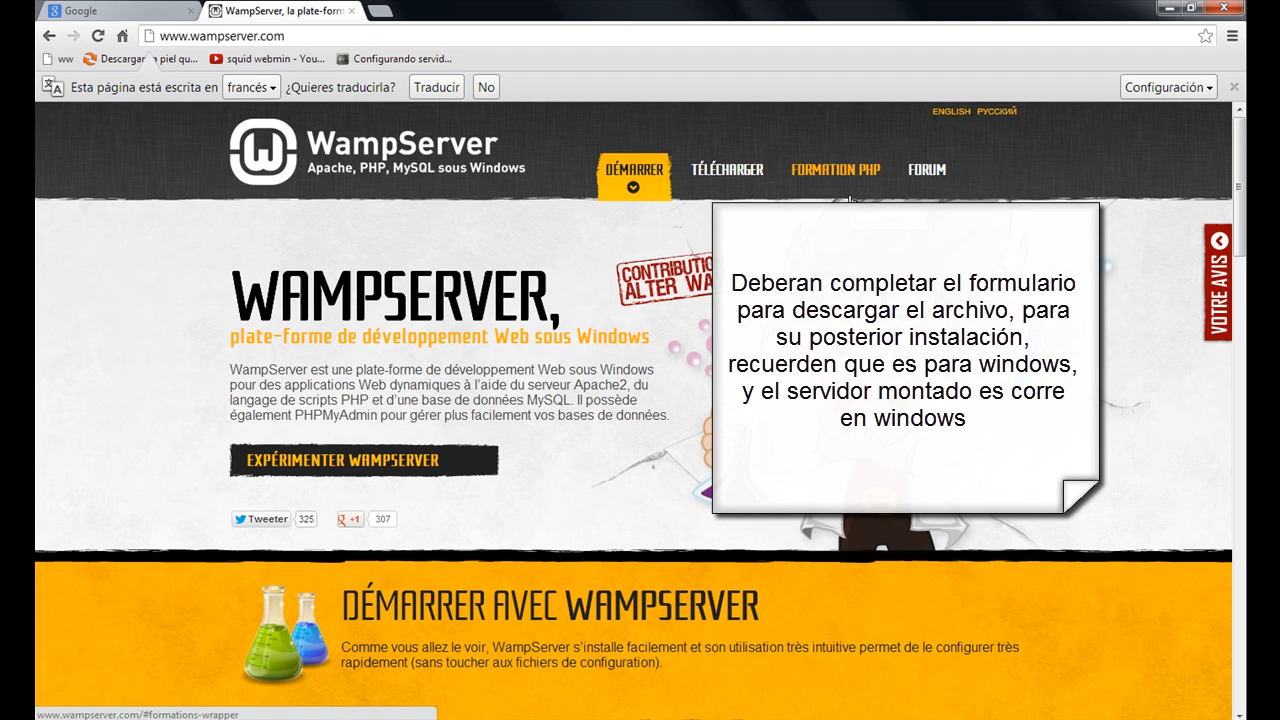 Google
WampServer, la plate-form
www.wampserver.com
ww
Descargar la piel qu...
squid webmin - You...
Configurando servid...
Esta página está escrita en
francés
¿Quieres traducirla?
Traducir
No
Configuración
ENGLISH РУССКИЙ
WampServer
Apache, PHP, MySQL sous Windows
DÉMARRER
TÉLÉCHARGER
FORMATION PHP
FORUM
CONTRIBUTIO
ALTER WA
WAMPSERVER,
plate-forme de développement Web sous Windows
WampServer est une plate-forme de développement Web sous Windows
pour des applications Web dynamiques à l'aide du serveur Apache2, du
langage de scripts PHP et d'une base de données MySQL. Il possède
également PHPMyAdmin pour gérer plus facilement vos bases de données.
EXPÉRIMENTER WAMPSERVER
Tweeter
325
g +1
307
Deberan completar el formulario
para descargar el archivo, para
su posterior instalación,
recuerden que es para windows,
y el servidor montado es corre
en windows
VOTRE AVIS
DÉMARRER AVEC WAMPSERVER
Comme vous allez le voir, WampServer s'installe facilement et son utilisation très intuitive permet de le configurer très
rapidement (sans toucher aux fichiers de configuration).
www.wampserver.com/#formations-wrapper